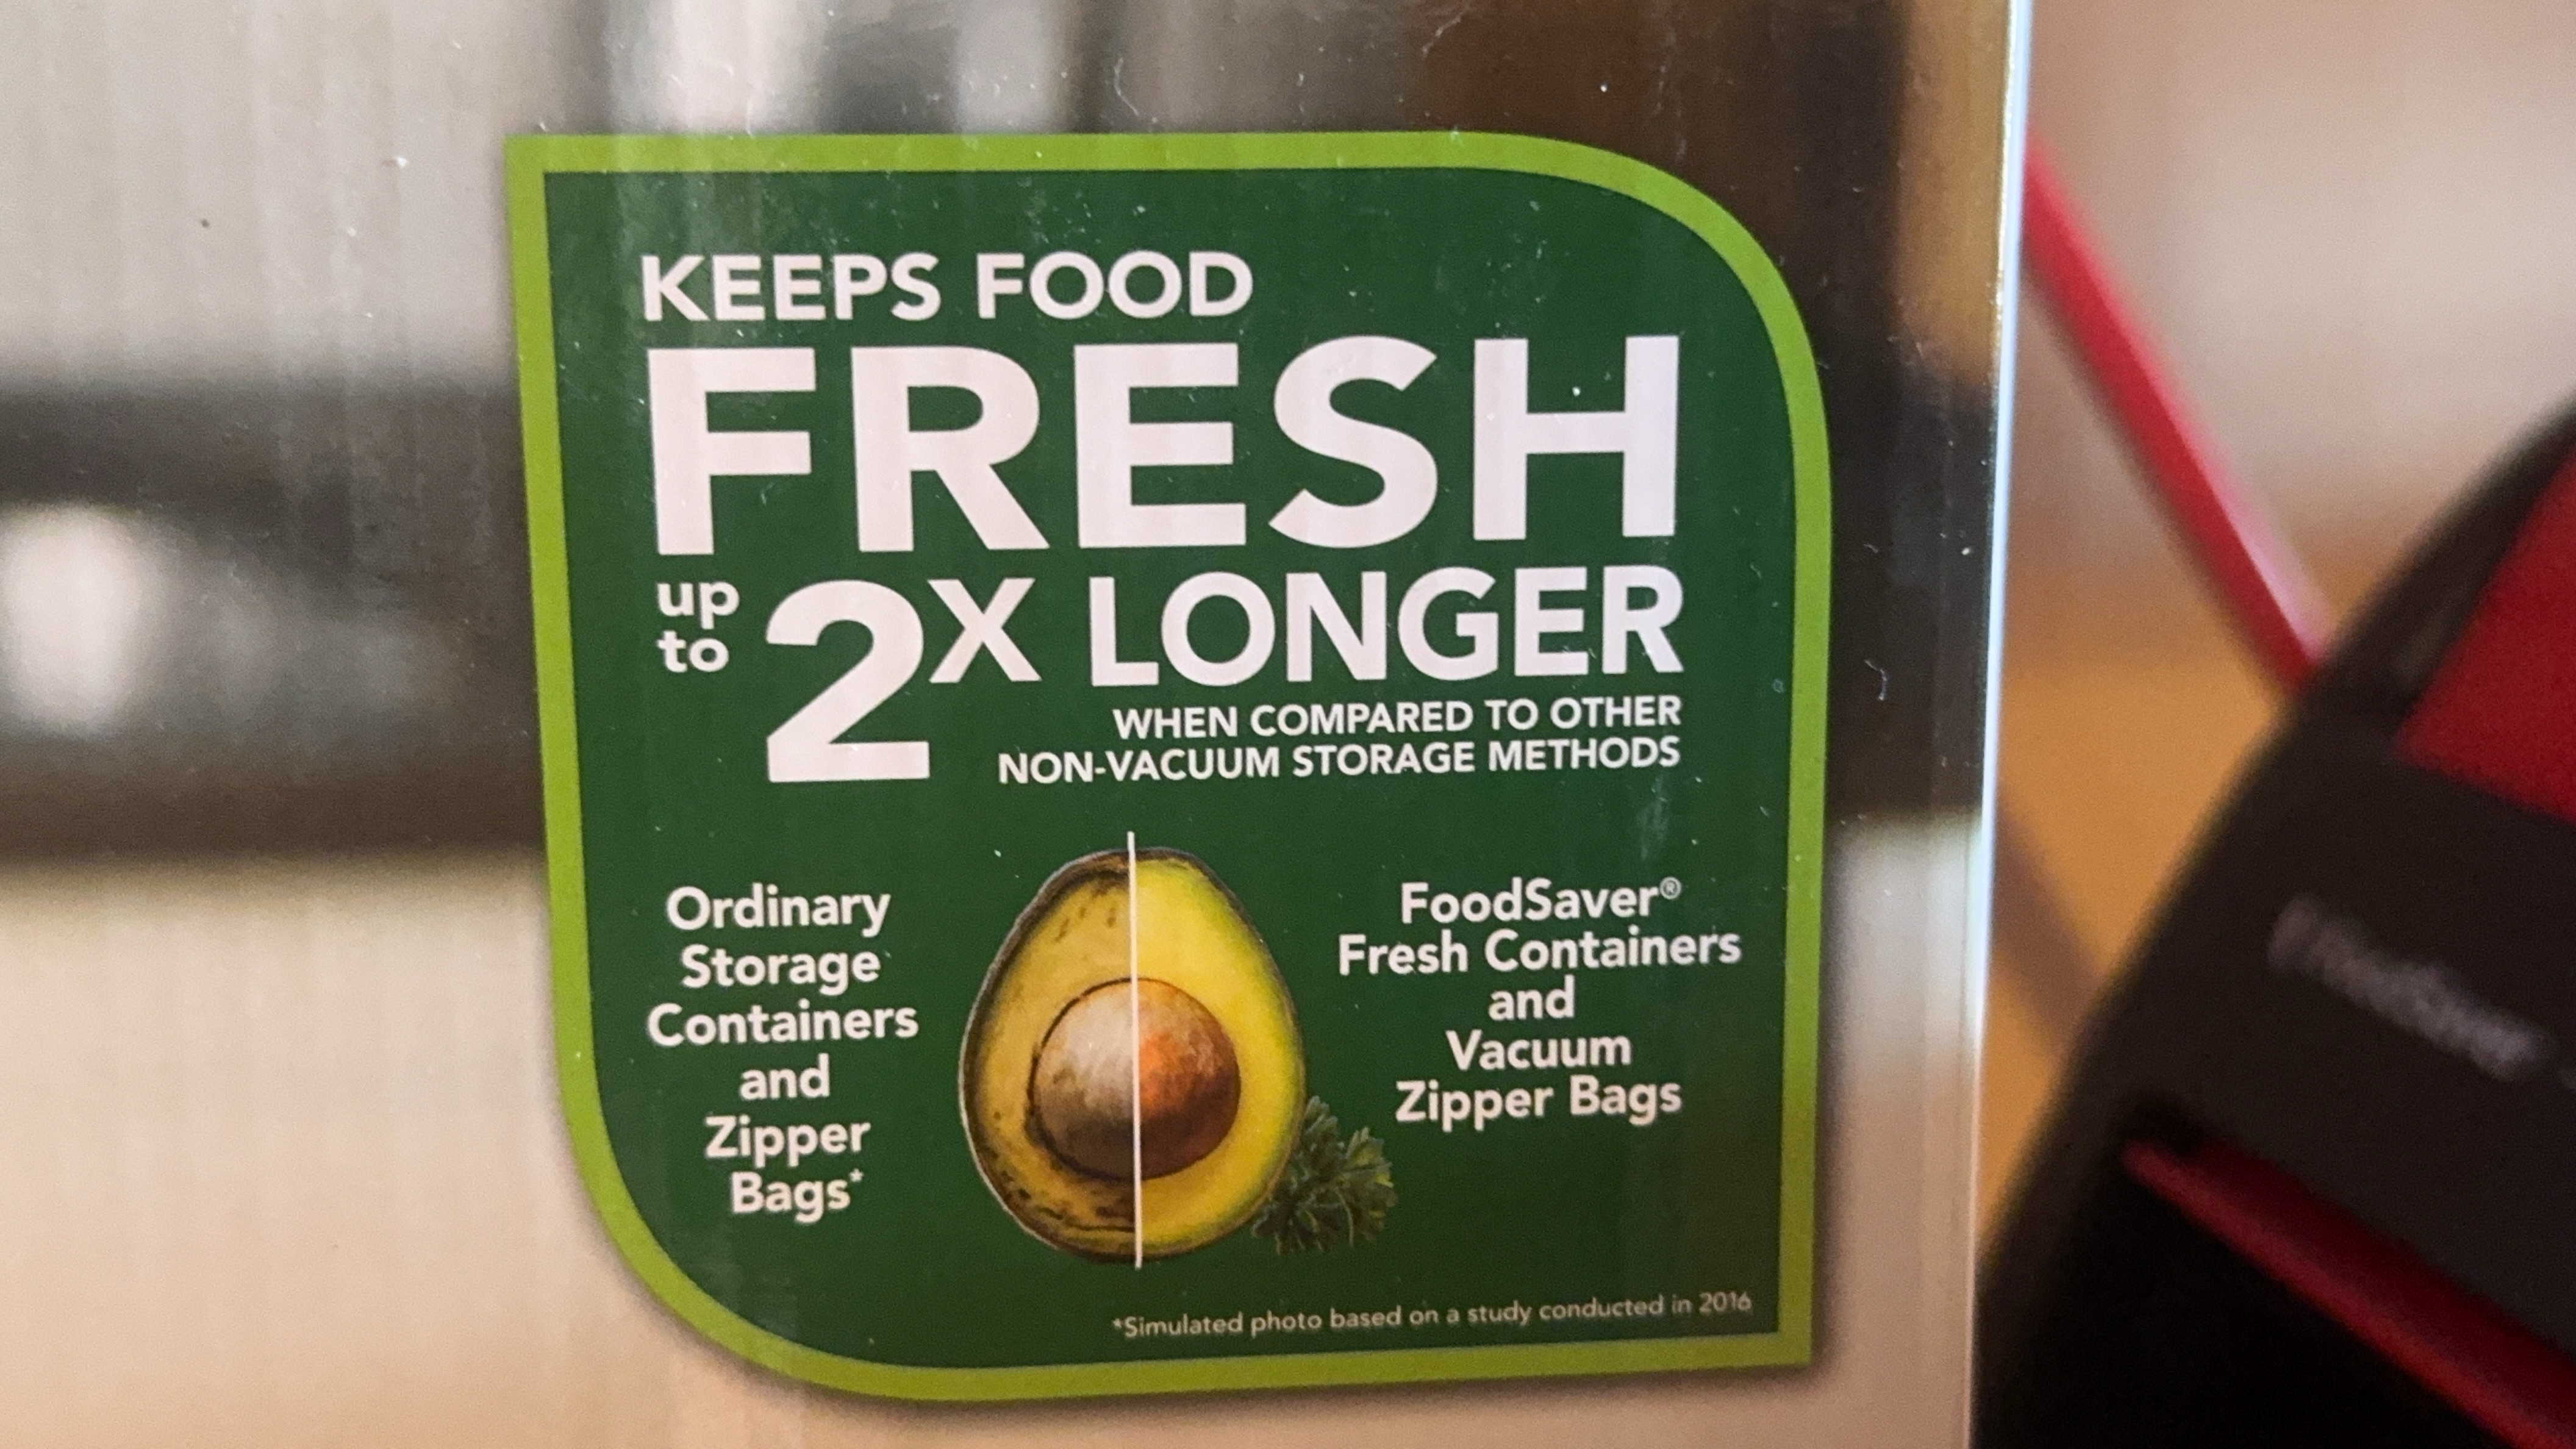 KEEPS FOOD
FRESH
up
to
2X LONGER
WHEN COMPARED TO OTHER
NON-VACUUM STORAGE METHODS
Ordinary
Storage
Containers
and
Zipper
Bags*
FoodSaver®
Fresh Containers
and
Vacuum
Zipper Bags
*Simulated photo based on a study conducted in 2016
FoodSaver